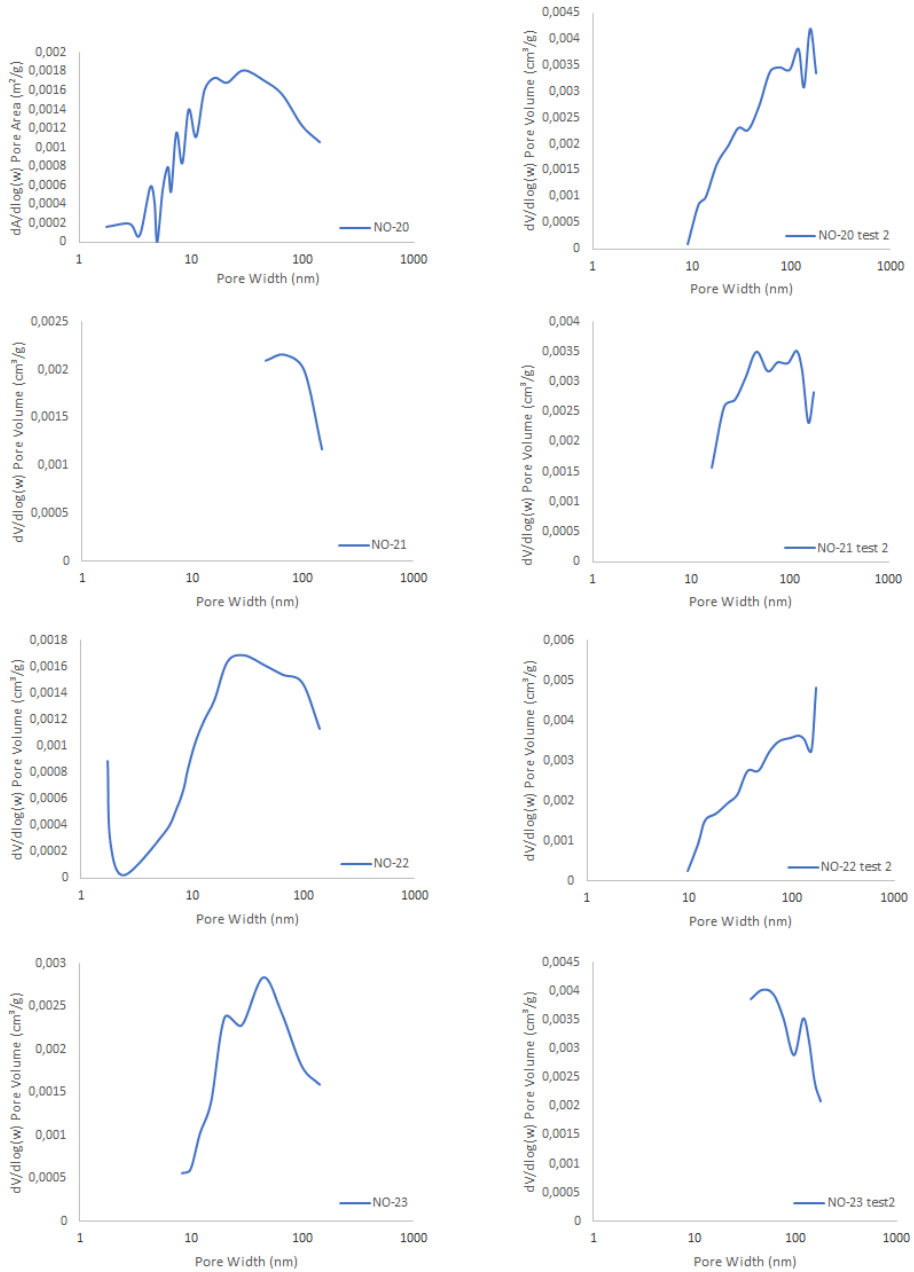 dA/dlog(w) Pore Area (m²/g)
0,002
0,0018
0,0016
0,0014
0,0012
0,001
0,0008
0,0006
0,0004
0,0002
0
1 10 100 1000
Pore Width (nm)
NO-20
dV/dlog(w) Pore Volume (cm³/g)
0,0045
0,004
0,0035
0,003
0,0025
0,002
0,0015
0,001
0,0005
0
1 10 100 1000
Pore Width (nm)
NO-20 test 2
dV/dlog(w) Pore Volume (cm³/g)
0,0025
0,002
0,0015
0,001
0,0005
0
1 10 100 1000
Pore Width (nm)
NO-21
dV/dlog(w) Pore Volume (cm³/g)
0,004
0,0035
0,003
0,0025
0,002
0,0015
0,001
0,0005
0
1 10 100 1000
Pore Width (nm)
NO-21 test 2
dV/dlog(w) Pore Volume (cm³/g)
0,0018
0,0016
0,0014
0,0012
0,001
0,0008
0,0006
0,0004
0,0002
0
1 10 100 1000
Pore Width (nm)
NO-22
dV/dlog(w) Pore Volume (cm³/g)
0,006
0,005
0,004
0,003
0,002
0,001
0
1 10 100 1000
Pore Width (nm)
NO-22 test 2
dV/dlog(w) Pore Volume (cm³/g)
0,003
0,0025
0,002
0,0015
0,001
0,0005
0
1 10 100 1000
Pore Width (nm)
NO-23
dV/dlog(w) Pore Volume (cm³/g)
0,0045
0,004
0,0035
0,003
0,0025
0,002
0,0015
0,001
0,0005
0
1 10 100 1000
Pore Width (nm)
NO-23 test2